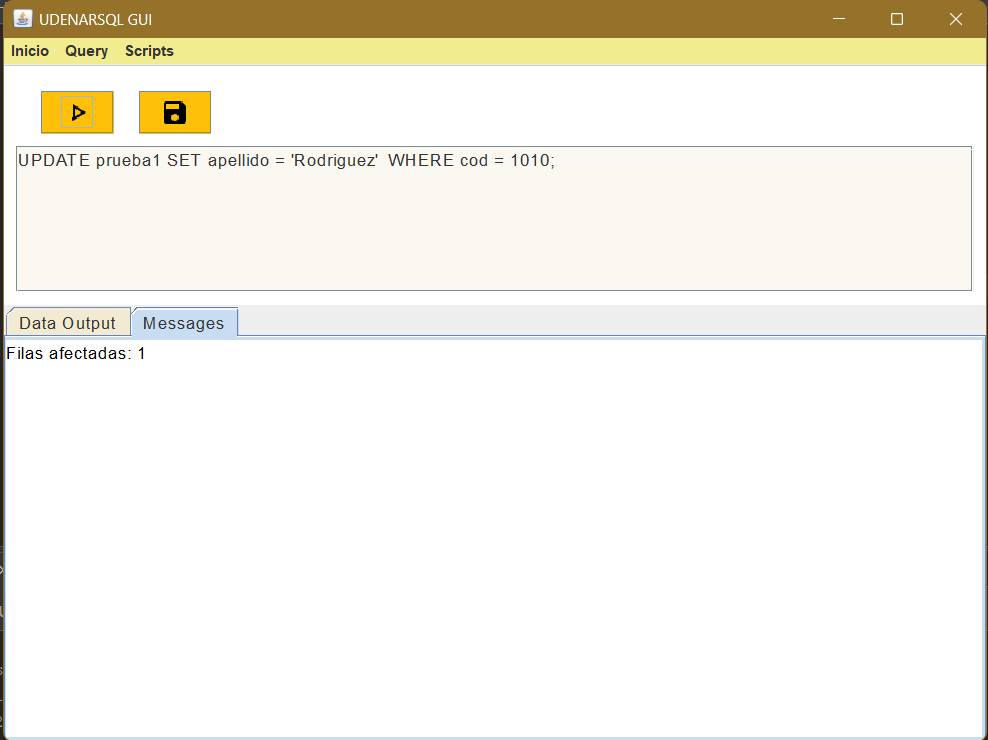 UDENARSQL GUI
Inicio Query Scripts
UPDATE prueba1 SET apellido = 'Rodriguez'  WHERE cod = 1010;
Data Output Messages
Filas afectadas: 1